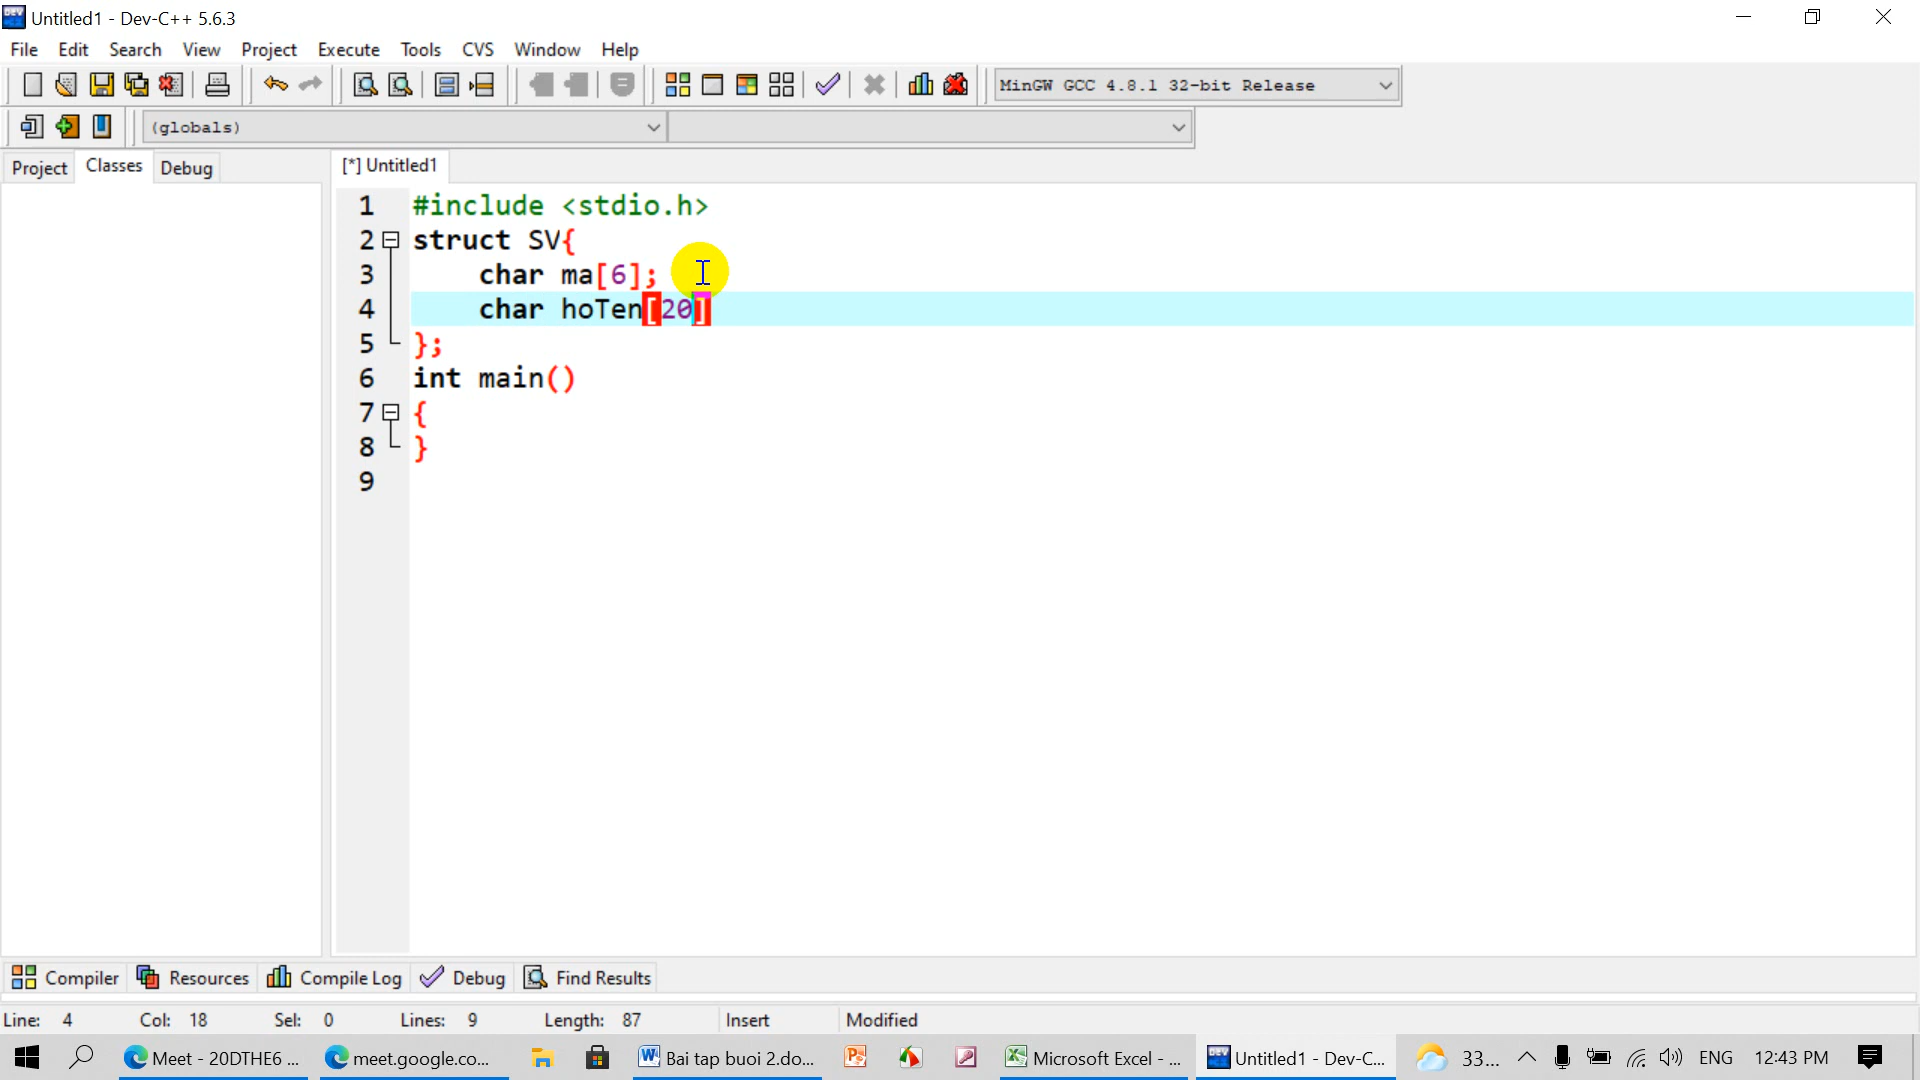 Untitled1 - Dev-C++ 5.6.3
File Edit Search View Project Execute Tools CVS Window Help
MinGW GCC 4.8.1 32-bit Release
(globals)
Project Classes Debug
[*] Untitled1
1 #include <stdio.h>
2 struct SV{
3 char ma[6];
4 char hoTen[20]
5 };
6 int main()
7 {
8 }
9
Compiler Resources Compile Log Debug Find Results
Line: 4 Col: 18 Sel: 0 Lines: 9 Length: 87 Insert Modified
Meet - 20DTHE6 ... meet.google.co... Bai tap buoi 2.do... Microsoft Excel - ... Untitled1 - Dev-C... 33... ENG 12:43 PM